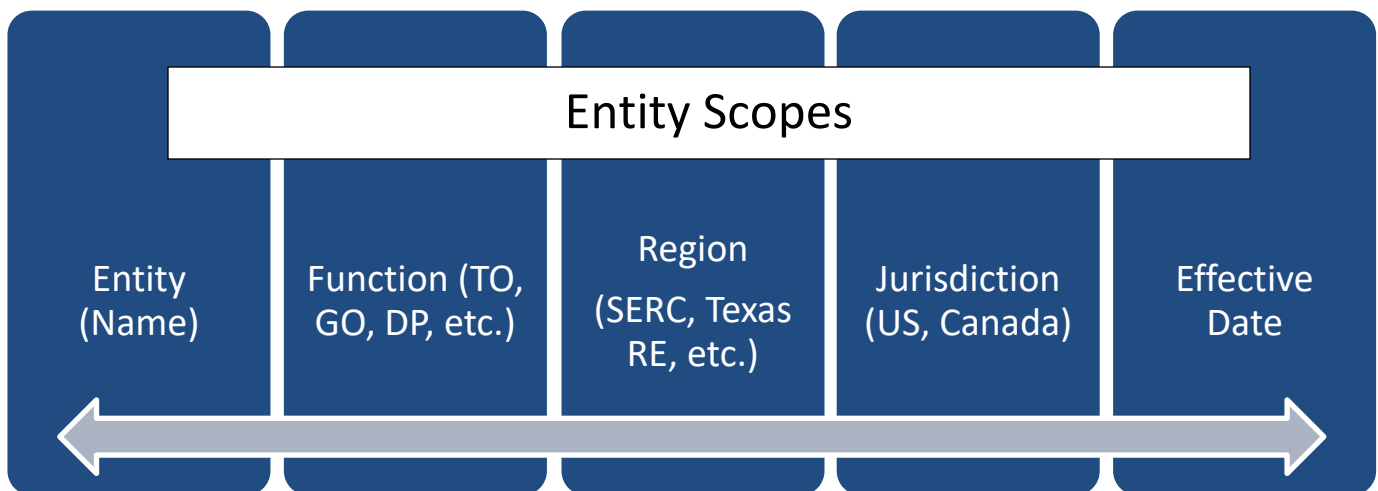 Entity Scopes
Entity
(Name)
Function (TO,
GO, DP, etc.)
Region
(SERC, Texas
RE, etc.)
Jurisdiction
(US, Canada)
Effective
Date